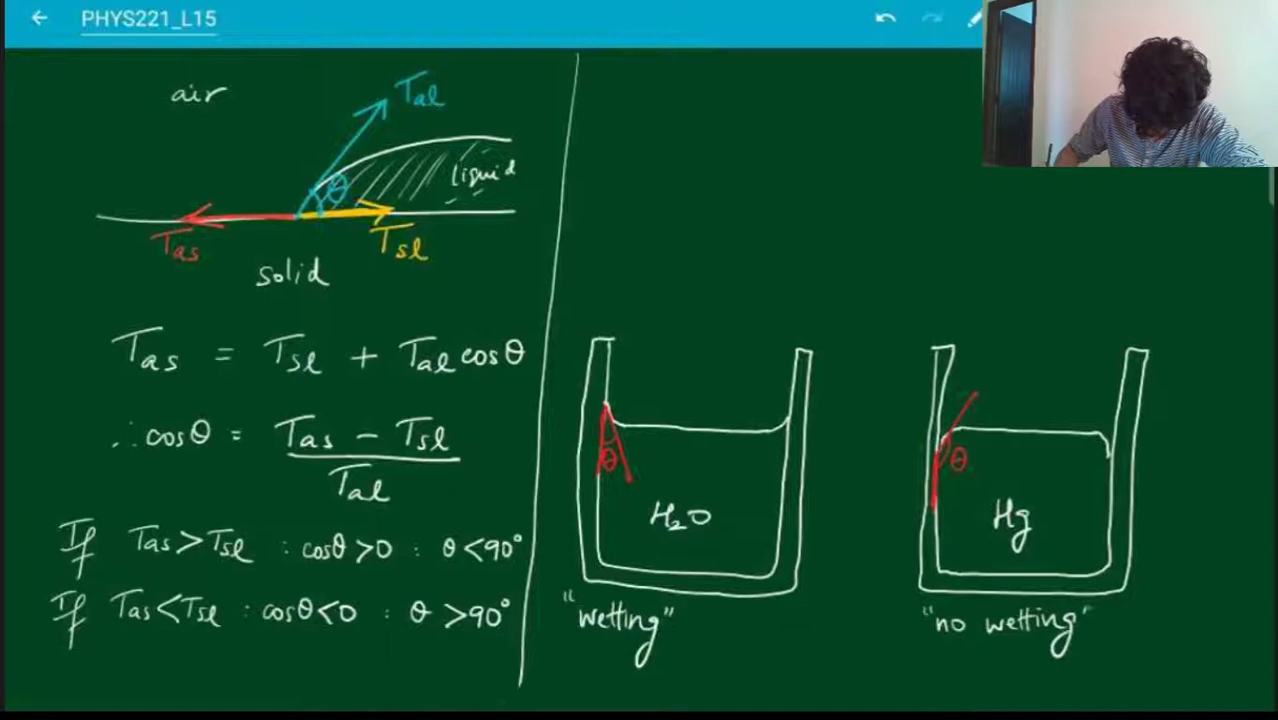 PHYS221_L15
air
Tal
θ
liquid
Tas
Tsl
solid
Tas = Tsl + Tal cosθ
∴ cosθ = Tas - Tsl
Tal
If Tas > Tsl : cosθ > 0 : θ < 90°
If Tas < Tsl : cosθ < 0 : θ > 90°
θ
H₂O
"wetting"
θ
Hg
"no wetting"